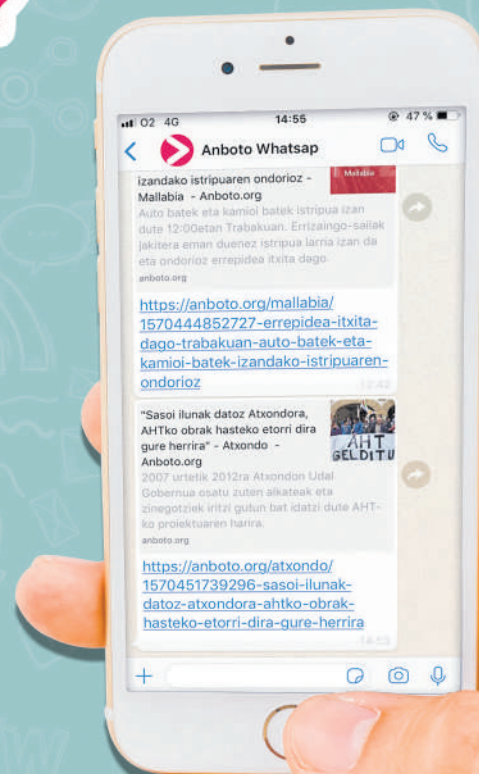 O2 4G 14:55 47 %
Anboto Whatsap
izandako istripuaren ondorioz -
Mallabia - Anboto.org
Mallabia
Auto batek eta kamioi batek istripua izan
dute 12:00etan Trabakuan. Errizaingo-sailak
jakitera eman duenez istripua larria izan da
eta ondorioz errepidea itxita dago
anboto.org
https://anboto.org/mallabia/
1570444852727-errepidea-itxita-
dago-trabakuan-auto-batek-eta-
kamioi-batek-izandako-istripuaren-
ondorioz
12:42
"Sasoi ilunak datoz Atxondora,
AHTko obrak hasteko etorri dira
gure herrira" - Atxondo -
Anboto.org
AHT
GELDITU
2007 urtetik 2012ra Atxondon Udal
Gobernua osatu zuten alkateak eta
zinegotziek iritzi gutun bat idatzi dute AHT-
ko proiektuaren harira.
anboto.org
https://anboto.org/atxondo/
1570451739296-sasoi-ilunak-
datoz-atxondora-ahtko-obrak-
hasteko-etorri-dira-gure-herrira
14:53